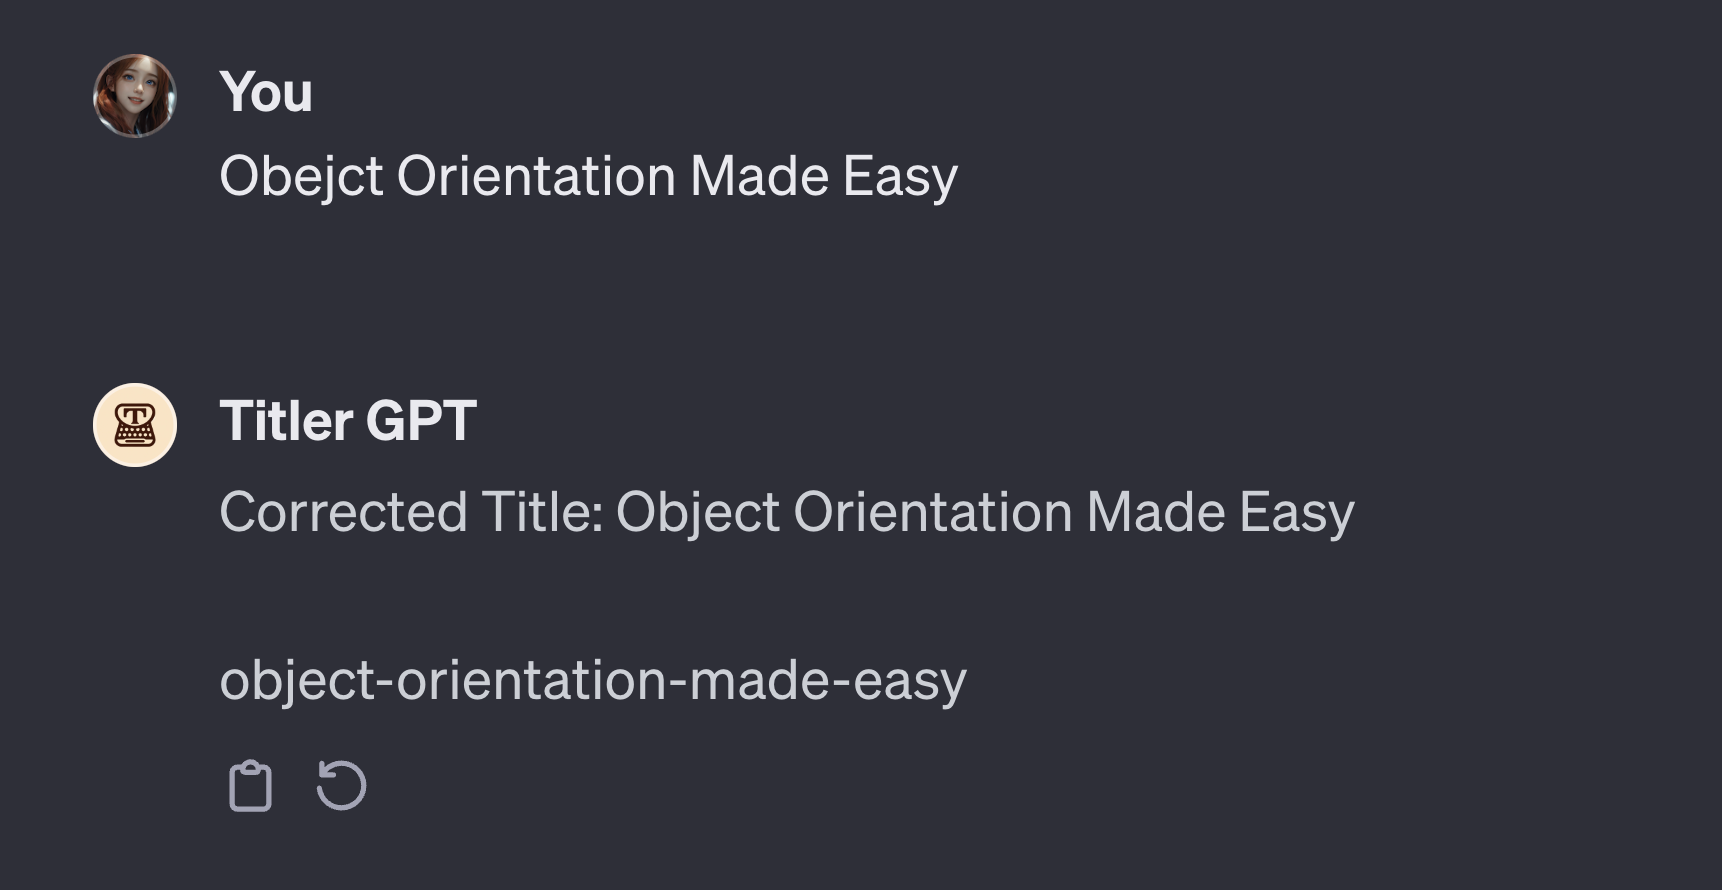 You
Obejct Orientation Made Easy
Titler GPT
Corrected Title: Object Orientation Made Easy
object-orientation-made-easy